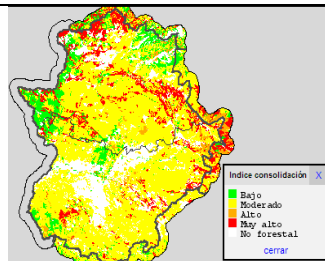 Indice consolidación X
Bajo
Moderado
Alto
Muy alto
No forestal
cerrar